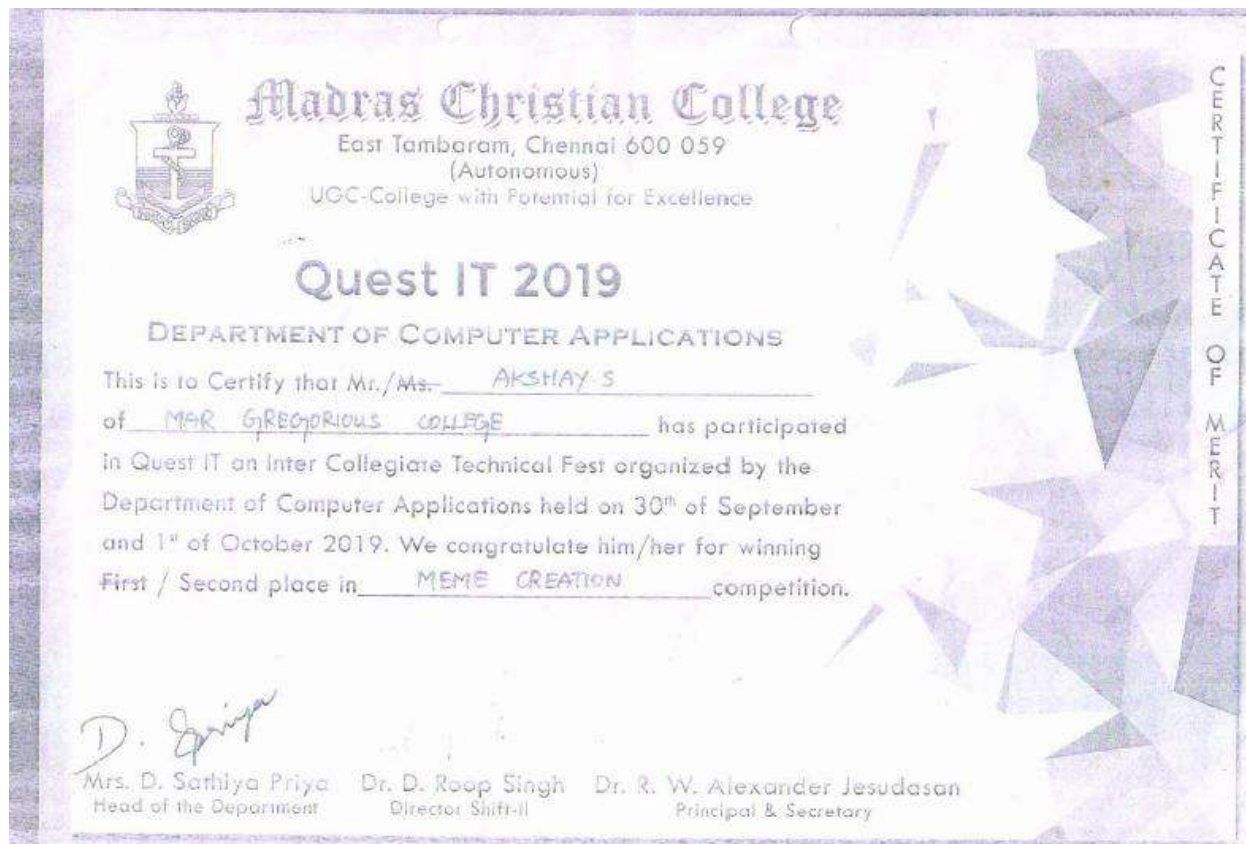 Madras Christian College
East Tambaram, Chennai 600 059
(Autonomous)
UGC-College with Potential for Excellence
Quest IT 2019
DEPARTMENT OF COMPUTER APPLICATIONS
This is to Certify that Mr./Ms. AKSHAY S
of MAR GREGORIOUS COLLEGE has participated
in Quest IT an Inter Collegiate Technical Fest organized by the
Department of Computer Applications held on 30th of September
and 1st of October 2019. We congratulate him/her for winning
First / Second place in MEME CREATION competition.
D. Priya
Mrs. D. Sathiya Priya Dr. D. Roop Singh Dr. R. W. Alexander Jesudasan
Head of the Department Director Shift-II Principal & Secretary
CERTIFICATE OF MERIT